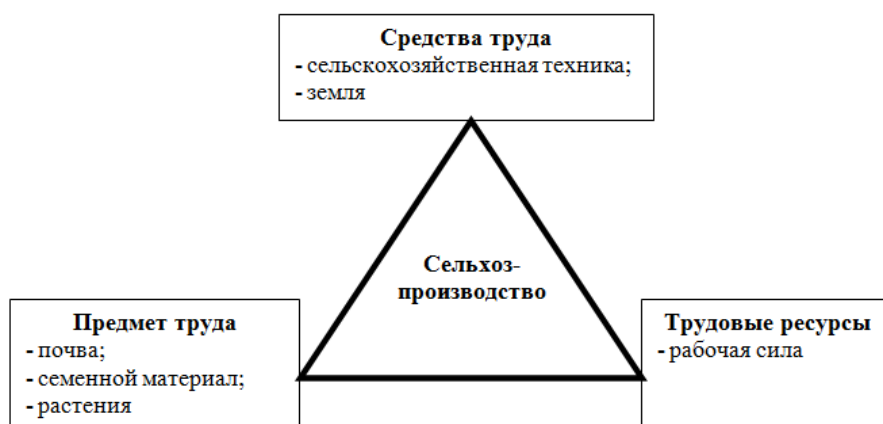 Средства труда
- сельскохозяйственная техника;
- земля
Сельхоз-
производство
Предмет труда
- почва;
- семенной материал;
- растения
Трудовые ресурсы
- рабочая сила